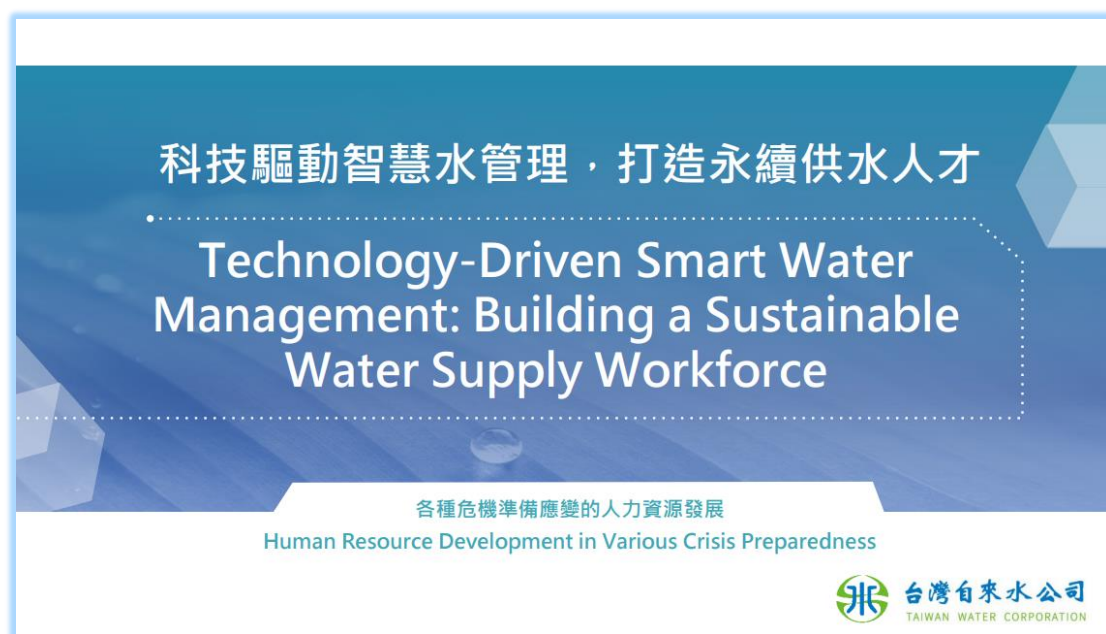 科技驅動智慧水管理，打造永續供水人才
Technology-Driven Smart Water
Management: Building a Sustainable
Water Supply Workforce
各種危機準備應變的人力資源發展
Human Resource Development in Various Crisis Preparedness
台灣自來水公司
TAIWAN WATER CORPORATION